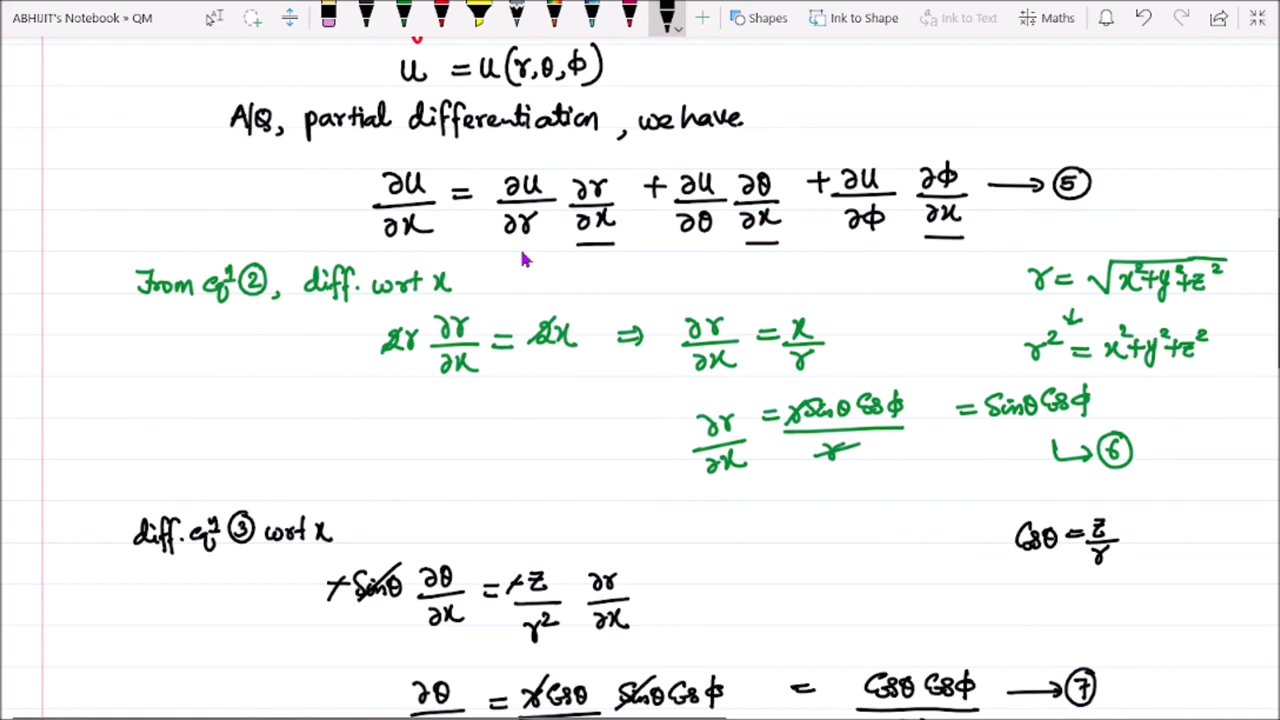 ABHIJIT's Notebook » QM
Shapes Ink to Shape Ink to Text Maths
u = u(r,θ,ϕ)
A/Q, partial differentiation, we have
∂u/∂x = ∂u/∂r ∂r/∂x + ∂u/∂θ ∂θ/∂x + ∂u/∂ϕ ∂ϕ/∂x → ⑤
From eqⁿ ②, diff. wrt x
r = √(x²+y²+z²)
2r ∂r/∂x = 2x ⇒ ∂r/∂x = x/r
r² = x²+y²+z²
∂r/∂x = r Sinθ Cosϕ / r = Sinθ Cosϕ
↳ ⑥
diff. eqⁿ ③ wrt x
Cosθ = z/r
-Sinθ ∂θ/∂x = -z/r² ∂r/∂x
∂θ = r Cosθ Sinθ Cosϕ = Cosθ Cosϕ → ⑦